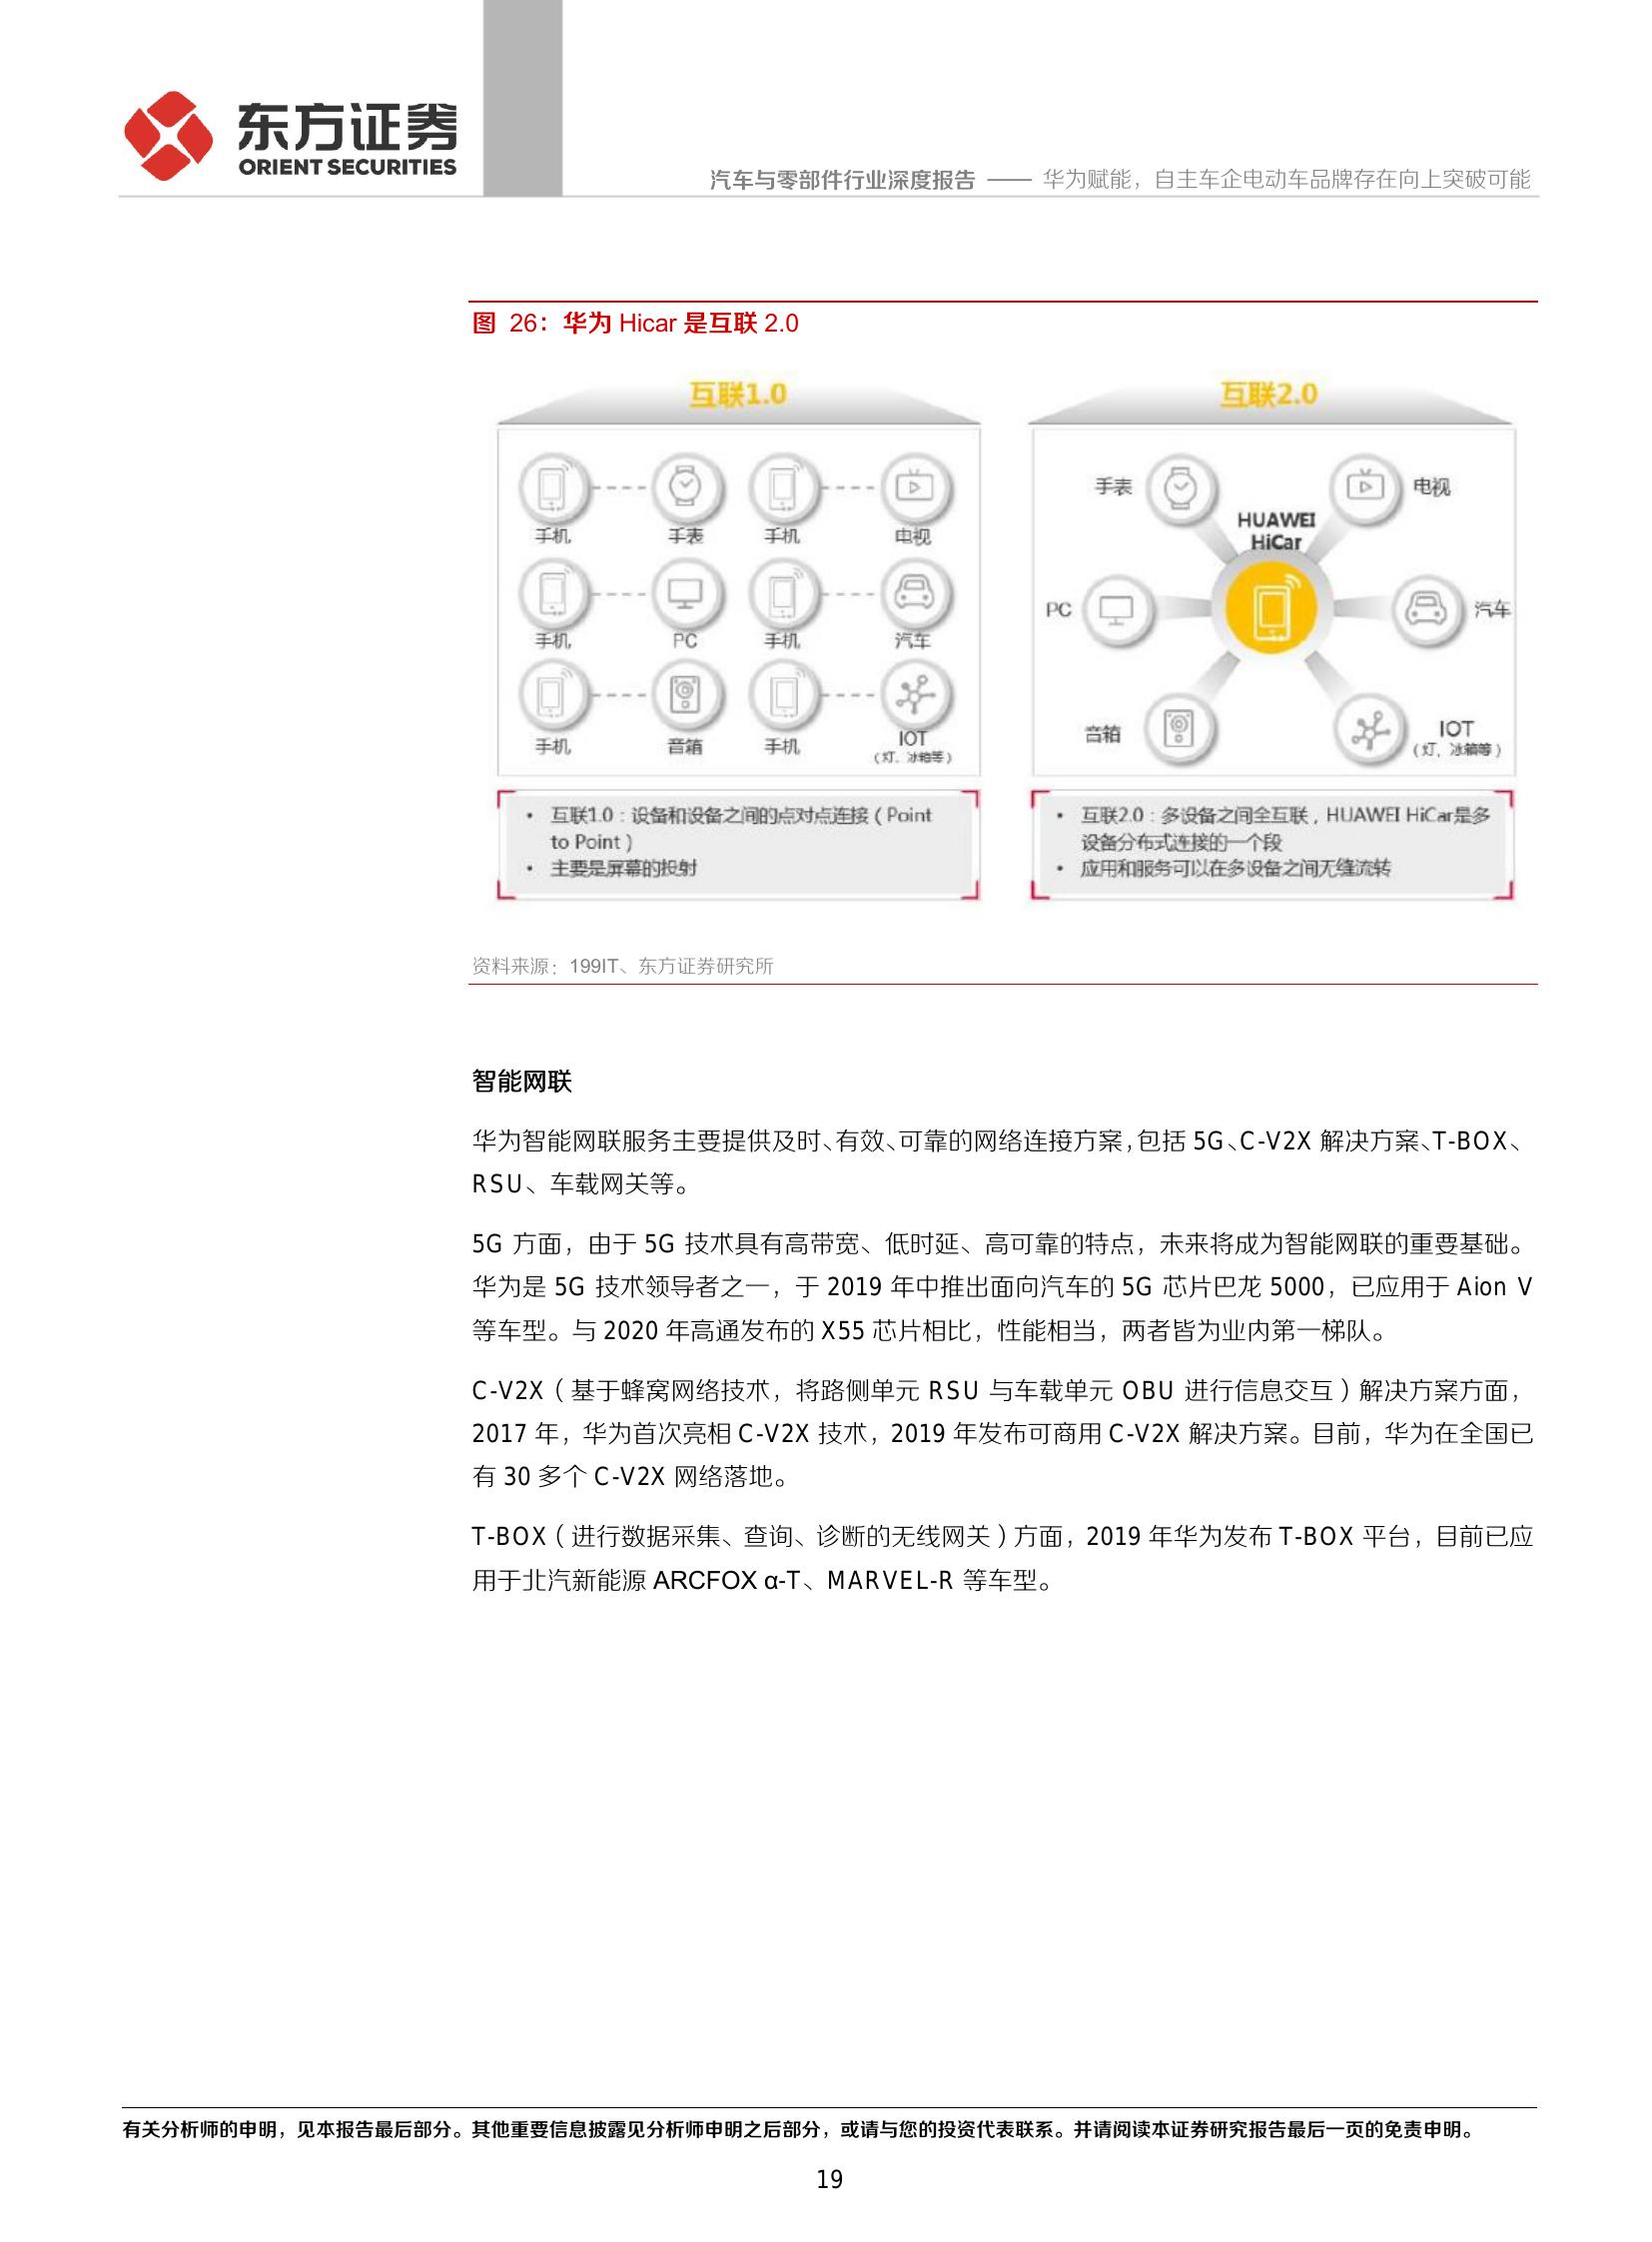 东方证券
ORIENT SECURITIES
汽车与零部件行业深度报告 —— 华为赋能，自主车企电动车品牌存在向上突破可能
图 26：华为 Hicar 是互联 2.0
互联1.0
手机 手表 手机 电视
手机 PC 手机 汽车
手机 音箱 手机 IOT
（灯、冰箱等）
• 互联1.0：设备和设备之间的点对点连接（Point
to Point）
• 主要是屏幕的投射
互联2.0
手表 电视
HUAWEI
HiCar
PC 汽车
音箱 IOT
（灯、冰箱等）
• 互联2.0：多设备之间全互联，HUAWEI HiCar是多
设备分布式连接的一个段
• 应用和服务可以在多设备之间无缝流转
资料来源：199IT、东方证券研究所
智能网联
华为智能网联服务主要提供及时、有效、可靠的网络连接方案，包括 5G、C-V2X 解决方案、T-BOX、
RSU、车载网关等。
5G 方面，由于 5G 技术具有高带宽、低时延、高可靠的特点，未来将成为智能网联的重要基础。
华为是 5G 技术领导者之一，于 2019 年中推出面向汽车的 5G 芯片巴龙 5000，已应用于 Aion V
等车型。与 2020 年高通发布的 X55 芯片相比，性能相当，两者皆为业内第一梯队。
C-V2X（基于蜂窝网络技术，将路侧单元 RSU 与车载单元 OBU 进行信息交互）解决方案方面，
2017 年，华为首次亮相 C-V2X 技术，2019 年发布可商用 C-V2X 解决方案。目前，华为在全国已
有 30 多个 C-V2X 网络落地。
T-BOX（进行数据采集、查询、诊断的无线网关）方面，2019 年华为发布 T-BOX 平台，目前已应
用于北汽新能源 ARCFOX α-T、MARVEL-R 等车型。
有关分析师的申明，见本报告最后部分。其他重要信息披露见分析师申明之后部分，或请与您的投资代表联系。并请阅读本证券研究报告最后一页的免责申明。
19